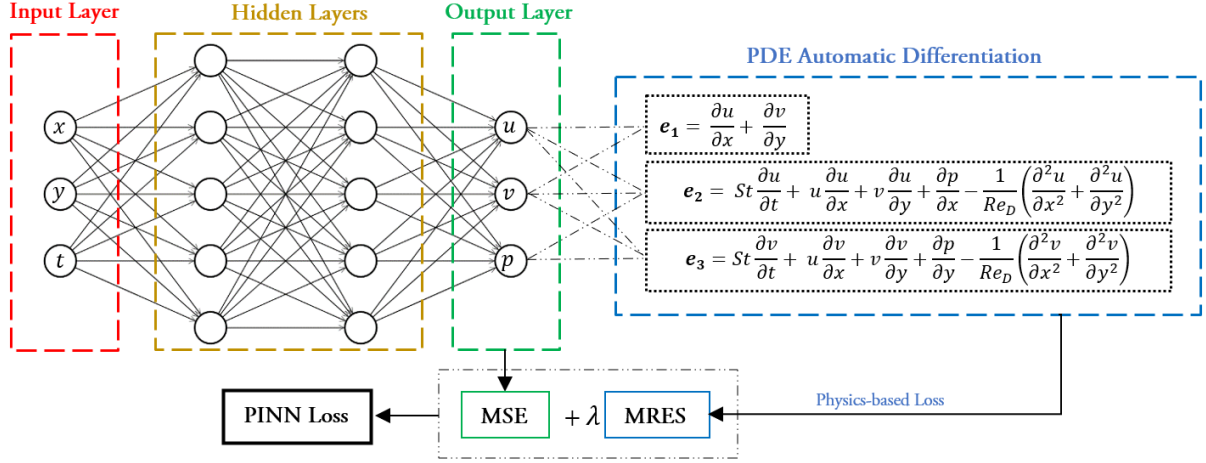 Input Layer
Hidden Layers
Output Layer
PDE Automatic Differentiation
x
y
t
u
v
p
e₁ = ∂u/∂x + ∂v/∂y
e₂ = St ∂u/∂t + u ∂u/∂x + v ∂u/∂y + ∂p/∂x − 1/Re_D (∂²u/∂x² + ∂²u/∂y²)
e₃ = St ∂v/∂t + u ∂v/∂x + v ∂v/∂y + ∂p/∂y − 1/Re_D (∂²v/∂x² + ∂²v/∂y²)
PINN Loss
MSE + λ MRES
Physics-based Loss